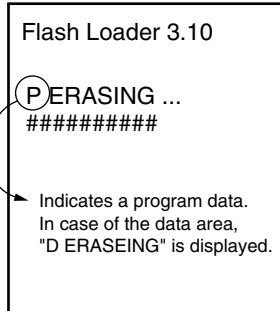 Flash Loader 3.10
P ERASING ...
##########
Indicates a program data.
In case of the data area,
"D ERASEING" is displayed.